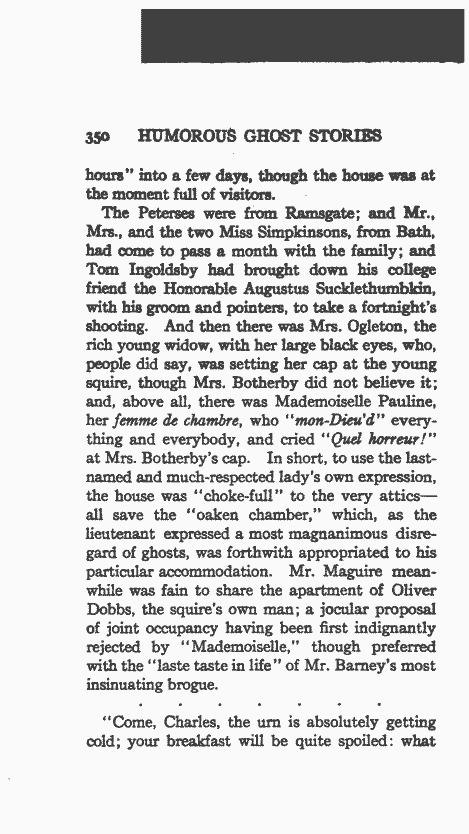 350 HUMOROUS GHOST STORIES
hours" into a few days, though the house was at
the moment full of visitors.
The Peterses were from Ramsgate; and Mr.,
Mrs., and the two Miss Simpkinsons, from Bath,
had come to pass a month with the family; and
Tom Ingoldsby had brought down his college
friend the Honorable Augustus Sucklethumbkin,
with his groom and pointers, to take a fortnight's
shooting. And then there was Mrs. Ogleton, the
rich young widow, with her large black eyes, who,
people did say, was setting her cap at the young
squire, though Mrs. Botherby did not believe it;
and, above all, there was Mademoiselle Pauline,
her femme de chambre, who "mon-Dieu'd" every-
thing and everybody, and cried "Quel horreur!"
at Mrs. Botherby's cap. In short, to use the last-
named and much-respected lady's own expression,
the house was "choke-full" to the very attics—
all save the "oaken chamber," which, as the
lieutenant expressed a most magnanimous disre-
gard of ghosts, was forthwith appropriated to his
particular accommodation. Mr. Maguire mean-
while was fain to share the apartment of Oliver
Dobbs, the squire's own man; a jocular proposal
of joint occupancy having been first indignantly
rejected by "Mademoiselle," though preferred
with the "laste taste in life" of Mr. Barney's most
insinuating brogue.
. . . . . . .
"Come, Charles, the urn is absolutely getting
cold; your breakfast will be quite spoiled: what